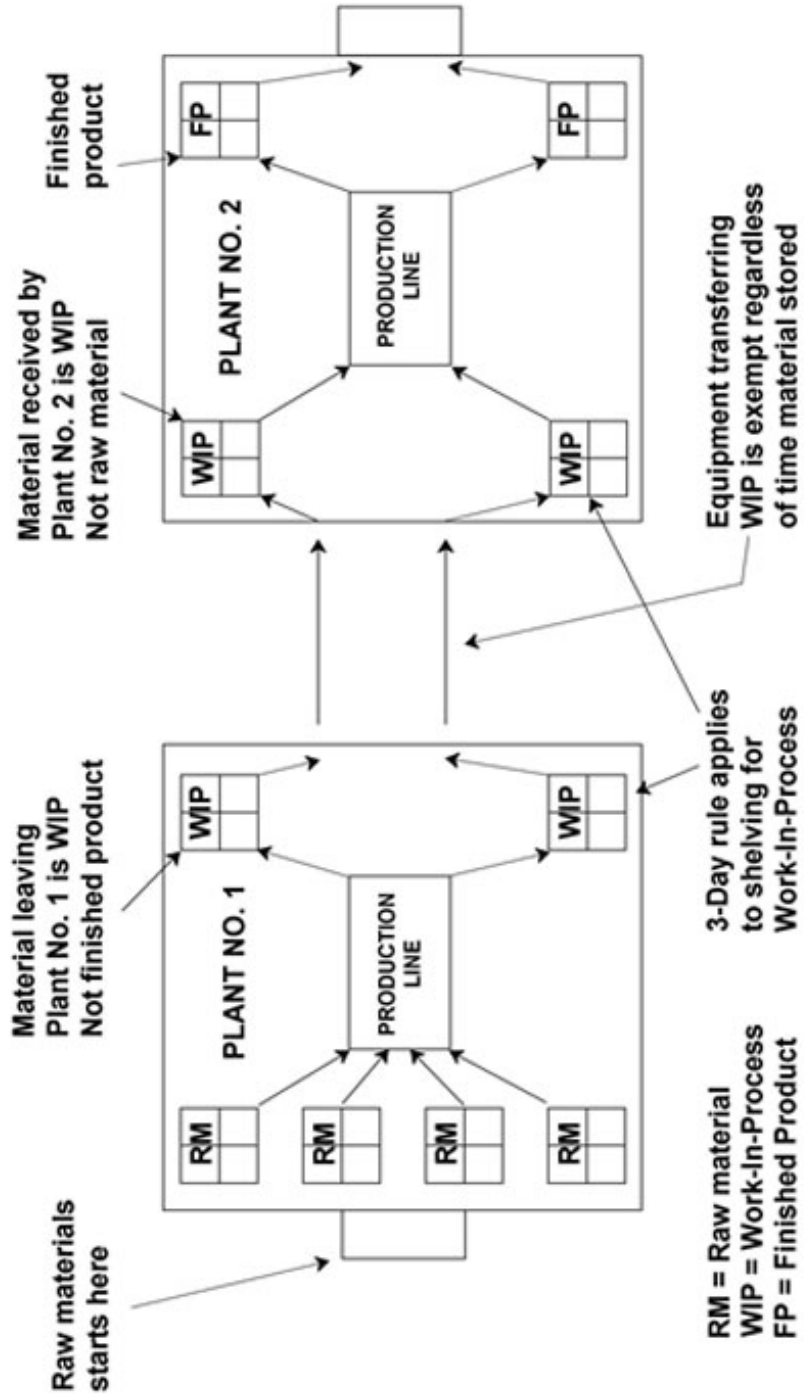 Raw materials
starts here
Material leaving
Plant No. 1 is WIP
Not finished product
Material received by
Plant No. 2 is WIP
Not raw material
Finished
product
PLANT NO. 1
RM
RM
RM
RM
PRODUCTION
LINE
WIP
WIP
PLANT NO. 2
WIP
WIP
PRODUCTION
LINE
FP
FP
RM = Raw material
WIP = Work-In-Process
FP = Finished Product
3-Day rule applies
to shelving for
Work-In-Process
Equipment transferring
WIP is exempt regardless
of time material stored